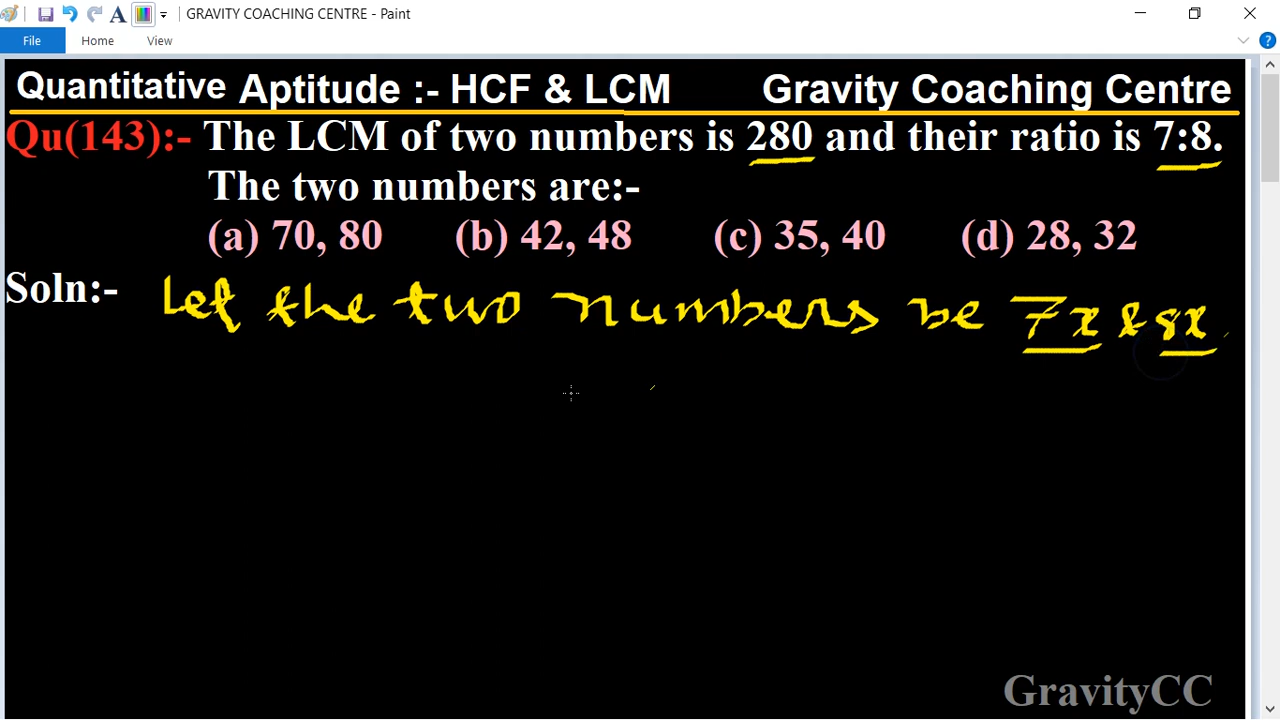 GRAVITY COACHING CENTRE - Paint
File Home View
Quantitative Aptitude :- HCF & LCM Gravity Coaching Centre
Qu(143):- The LCM of two numbers is 280 and their ratio is 7:8.
The two numbers are:-
(a) 70, 80 (b) 42, 48 (c) 35, 40 (d) 28, 32
Soln:- Let the two numbers be 7x & 8x
GravityCC